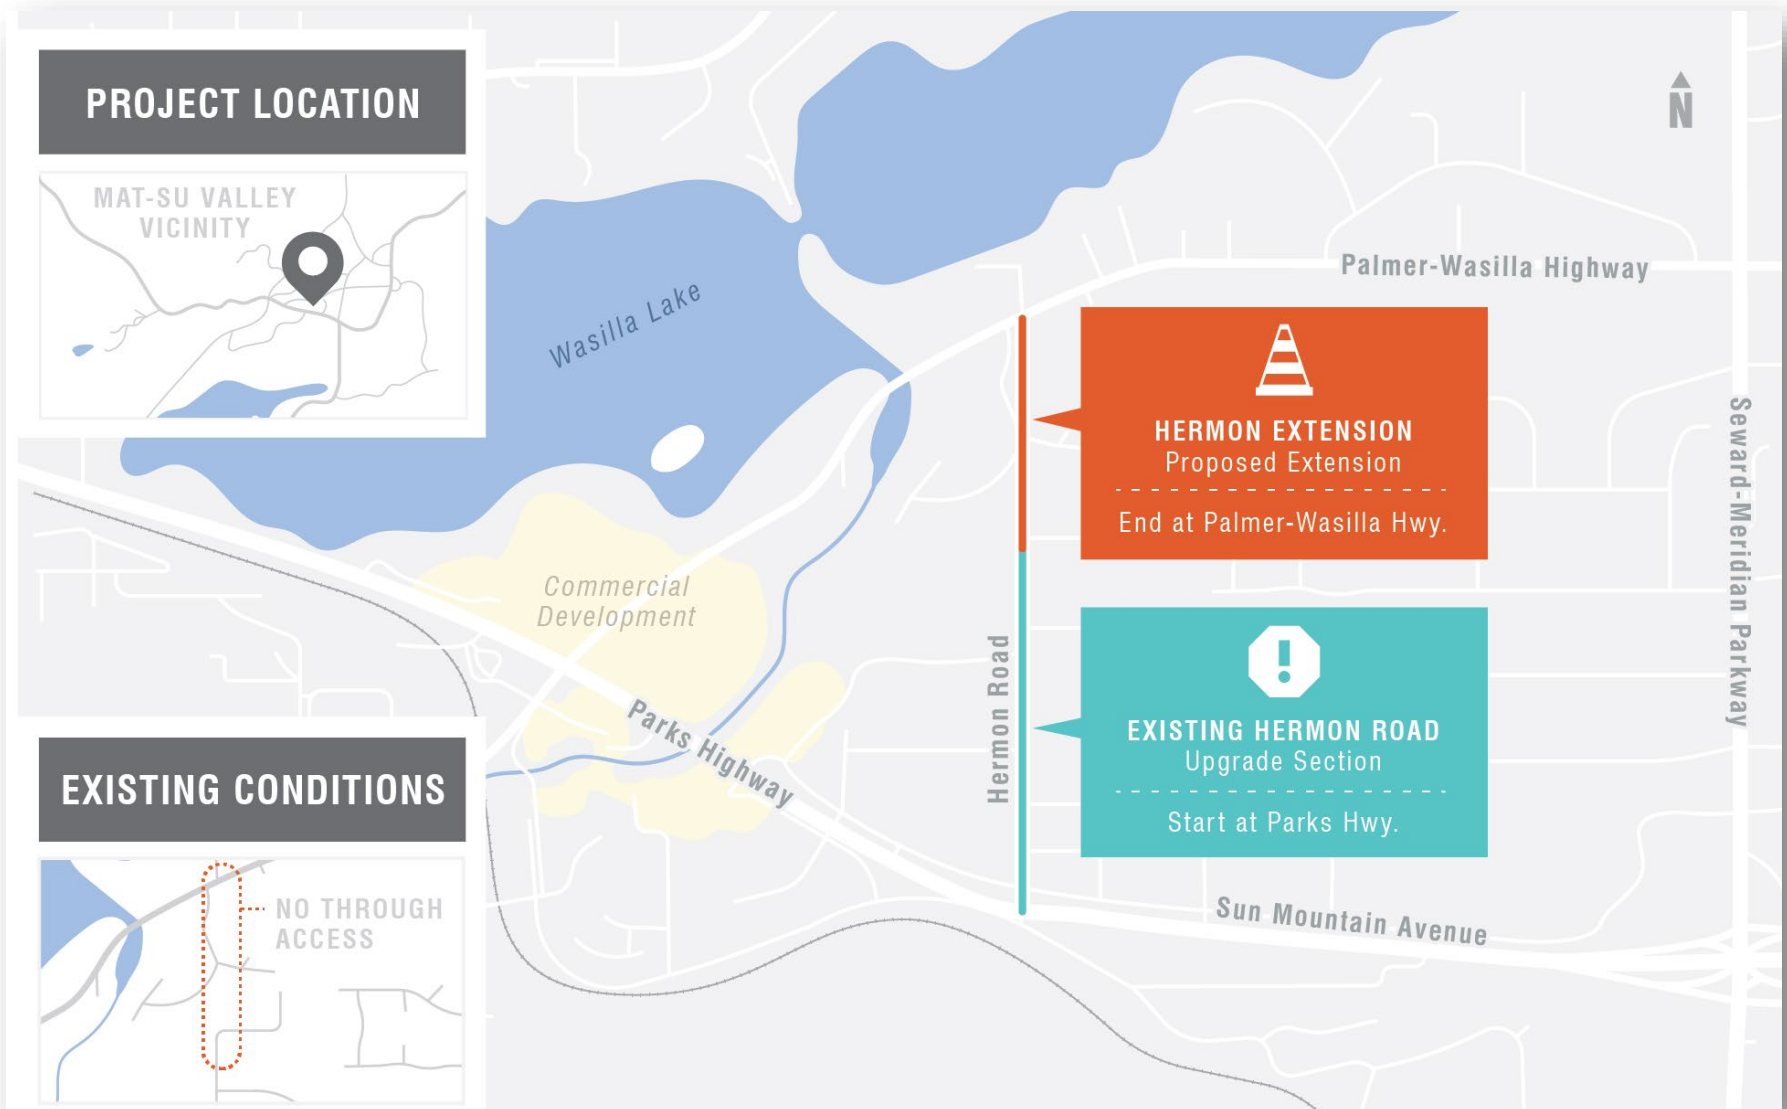 PROJECT LOCATION
MAT-SU VALLEY
VICINITY
N
Wasilla Lake
Palmer-Wasilla Highway
HERMON EXTENSION
Proposed Extension
End at Palmer-Wasilla Hwy.
Seward-Meridian Parkway
Commercial
Development
Hermon Road
EXISTING HERMON ROAD
Upgrade Section
Start at Parks Hwy.
Parks Highway
Sun Mountain Avenue
EXISTING CONDITIONS
NO THROUGH
ACCESS